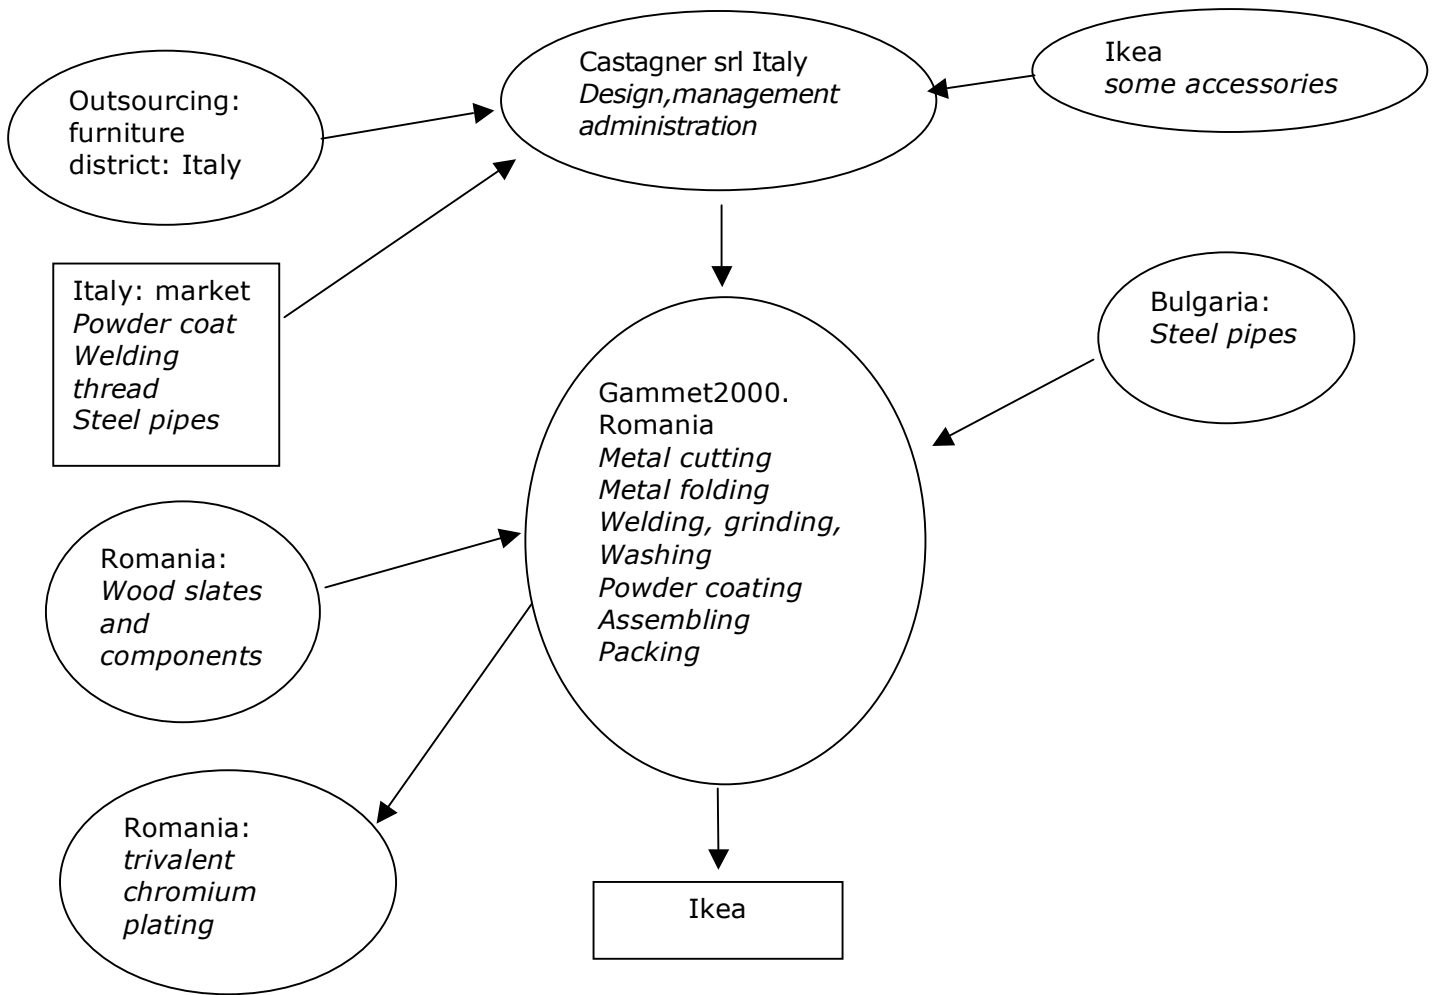 Outsourcing:
furniture
district: Italy
Castagner srl Italy
Design,management
administration
Ikea
some accessories
Italy: market
Powder coat
Welding
thread
Steel pipes
Bulgaria:
Steel pipes
Gammet2000.
Romania
Metal cutting
Metal folding
Welding, grinding,
Washing
Powder coating
Assembling
Packing
Romania:
Wood slates
and
components
Romania:
trivalent
chromium
plating
Ikea